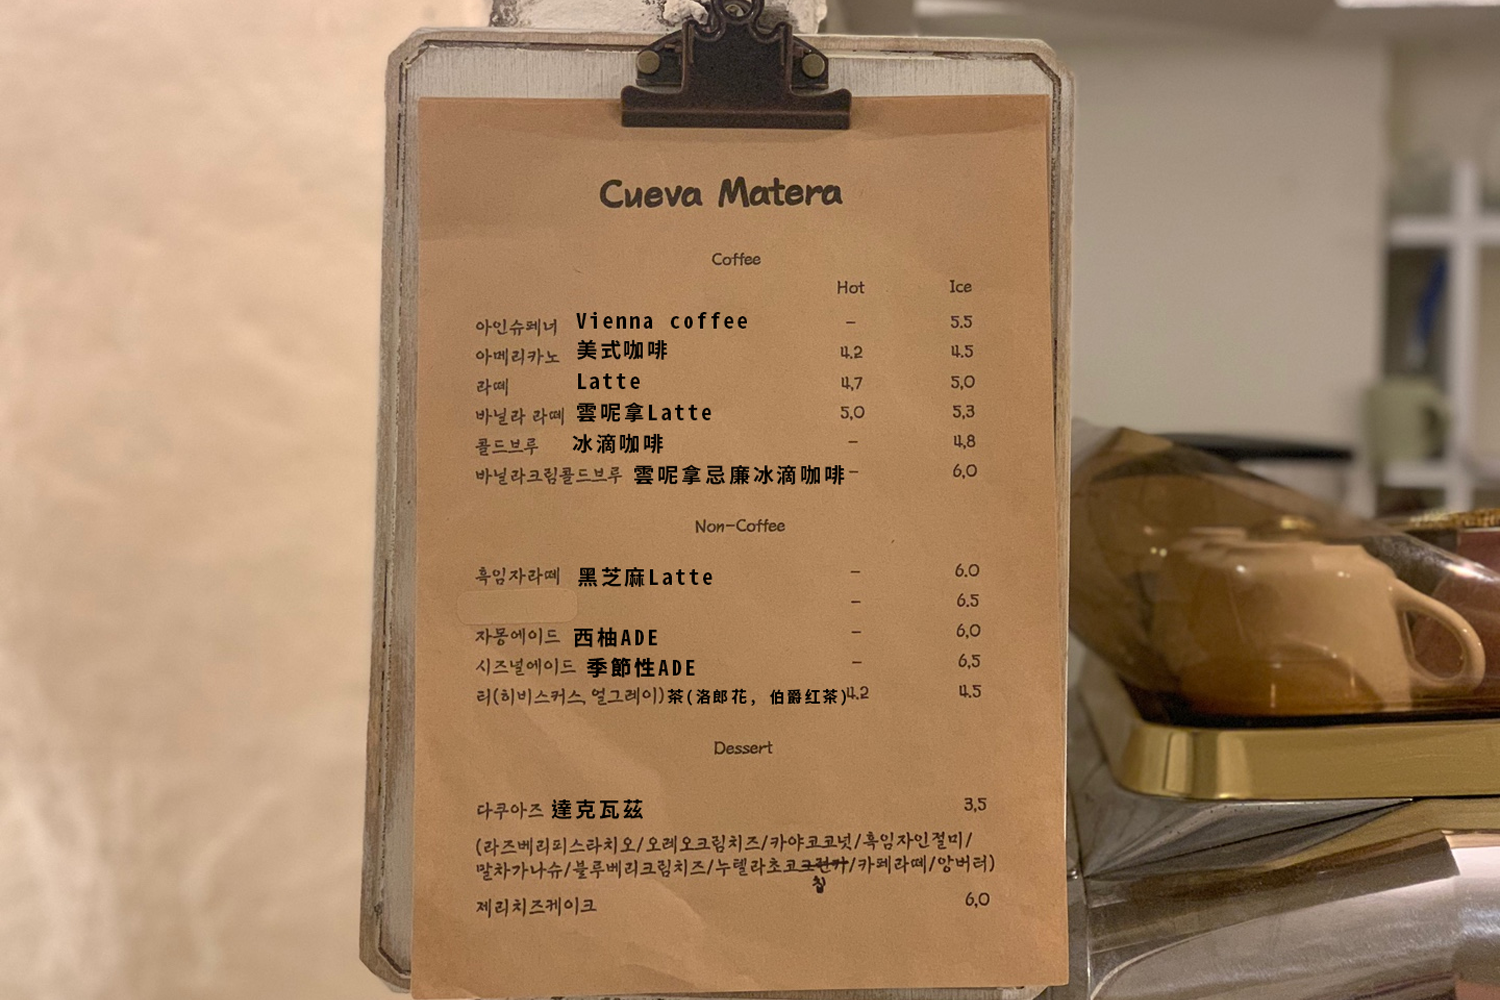 Cueva Matera
Coffee
Hot Ice
아인슈페너 Vienna coffee - 5.5
아메리카노 美式咖啡 4.2 4.5
라떼 Latte 4.7 5.0
바닐라 라떼 雲呢拿Latte 5.0 5.3
콜드브루 冰滴咖啡 - 4.8
바닐라크림콜드브루 雲呢拿忌廉冰滴咖啡 - 6.0
Non-Coffee
흑임자라떼 黑芝麻Latte - 6.0
- 6.5
자몽에이드 西柚ADE - 6.0
시즈널에이드 季節性ADE - 6.5
티(히비스커스, 얼그레이)茶(洛郎花, 伯爵红茶) 4.2 4.5
Dessert
다쿠아즈 達克瓦茲 3.5
(라즈베리피스타치오/오레오크림치즈/카야코코넛/흑임자인절미/
말차가나슈/블루베리크림치즈/누텔라초코크런키/카페라떼/앙버터)
칩
제리치즈케이크 6.0